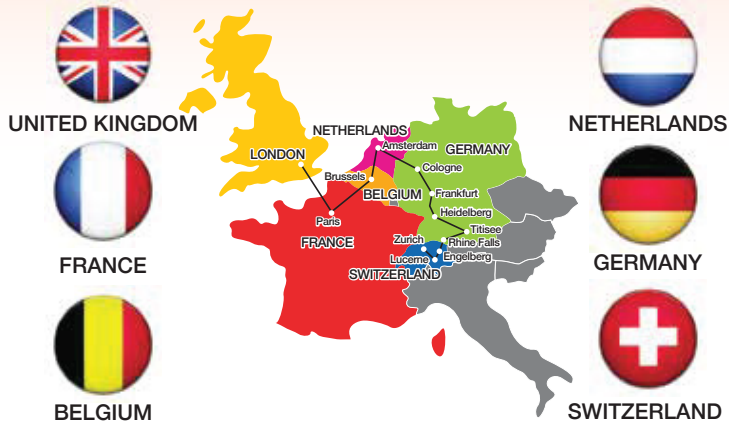 UNITED KINGDOM
FRANCE
BELGIUM
NETHERLANDS
Amsterdam
GERMANY
LONDON
Cologne
Brussels
BELGIUM
Frankfurt
Heidelberg
Paris
Titisee
FRANCE
Zurich
Rhine Falls
Lucerne
Engelberg
SWITZERLAND
NETHERLANDS
GERMANY
SWITZERLAND